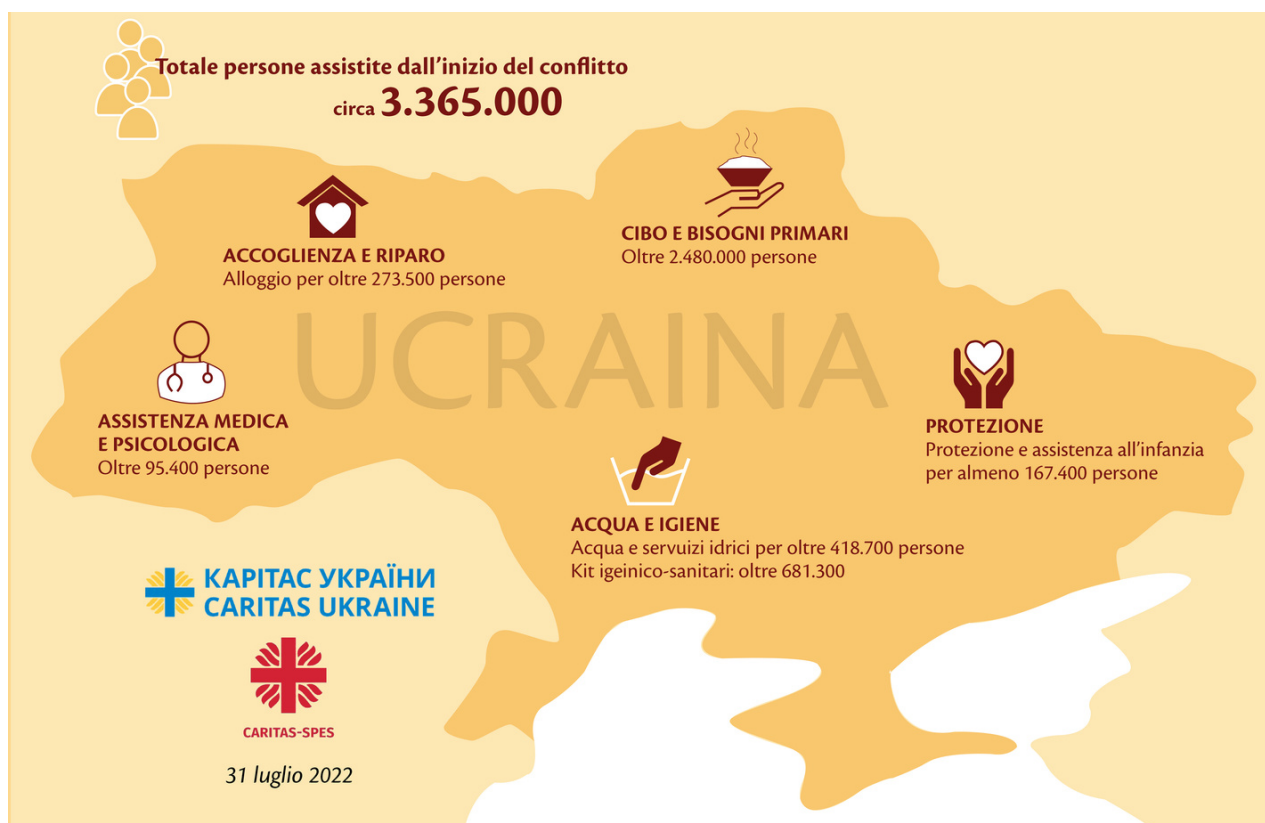 Totale persone assistite dall'inizio del conflitto
circa 3.365.000
ACCOGLIENZA E RIPARO
Alloggio per oltre 273.500 persone
CIBO E BISOGNI PRIMARI
Oltre 2.480.000 persone
UCRAINA
ASSISTENZA MEDICA
E PSICOLOGICA
Oltre 95.400 persone
PROTEZIONE
Protezione e assistenza all'infanzia
per almeno 167.400 persone
ACQUA E IGIENE
Acqua e servuizi idrici per oltre 418.700 persone
Kit igeinico-sanitari: oltre 681.300
КАРІТАС УКРАЇНИ
CARITAS UKRAINE
CARITAS-SPES
31 luglio 2022